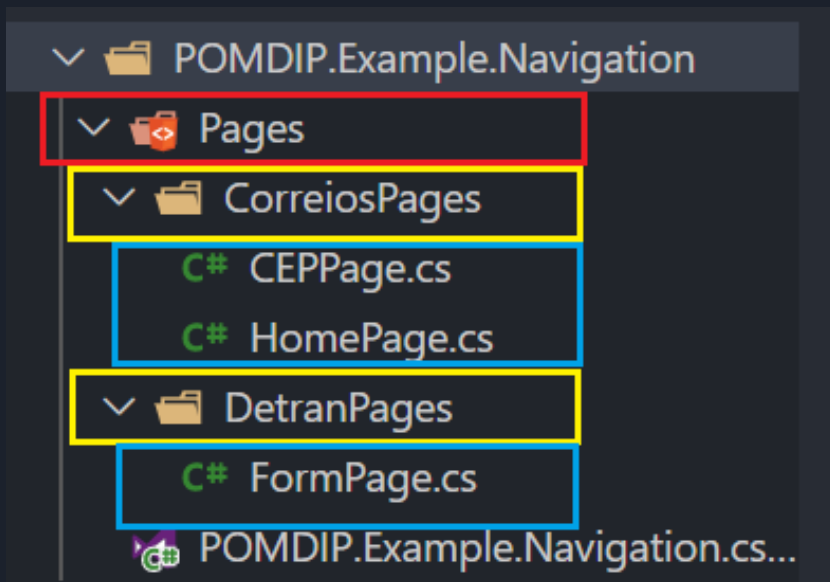 POMDIP.Example.Navigation
Pages
CorreiosPages
C# CEPPage.cs
C# HomePage.cs
DetranPages
C# FormPage.cs
C# POMDIP.Example.Navigation.cs...